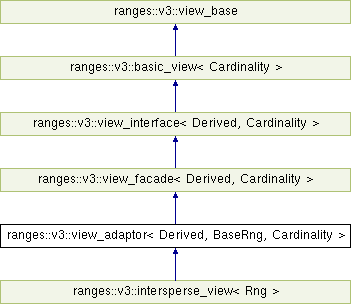 ranges::v3::view_base
ranges::v3::basic_view< Cardinality >
ranges::v3::view_interface< Derived, Cardinality >
ranges::v3::view_facade< Derived, Cardinality >
ranges::v3::view_adaptor< Derived, BaseRng, Cardinality >
ranges::v3::intersperse_view< Rng >